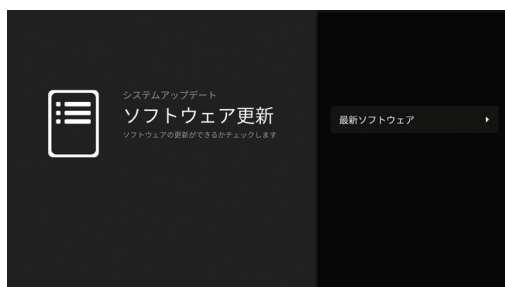 システムアップデート
ソフトウェア更新
ソフトウェアの更新ができるかチェックします
最新ソフトウェア